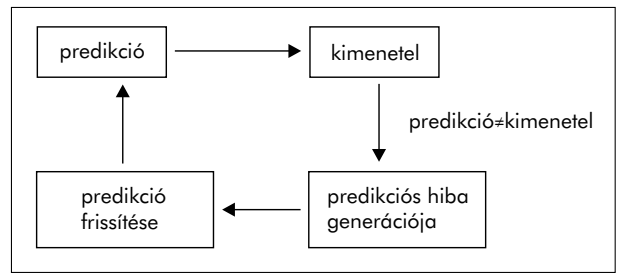 predikció
kimenetel
predikció≠kimenetel
predikció
frissítése
predikciós hiba
generációja